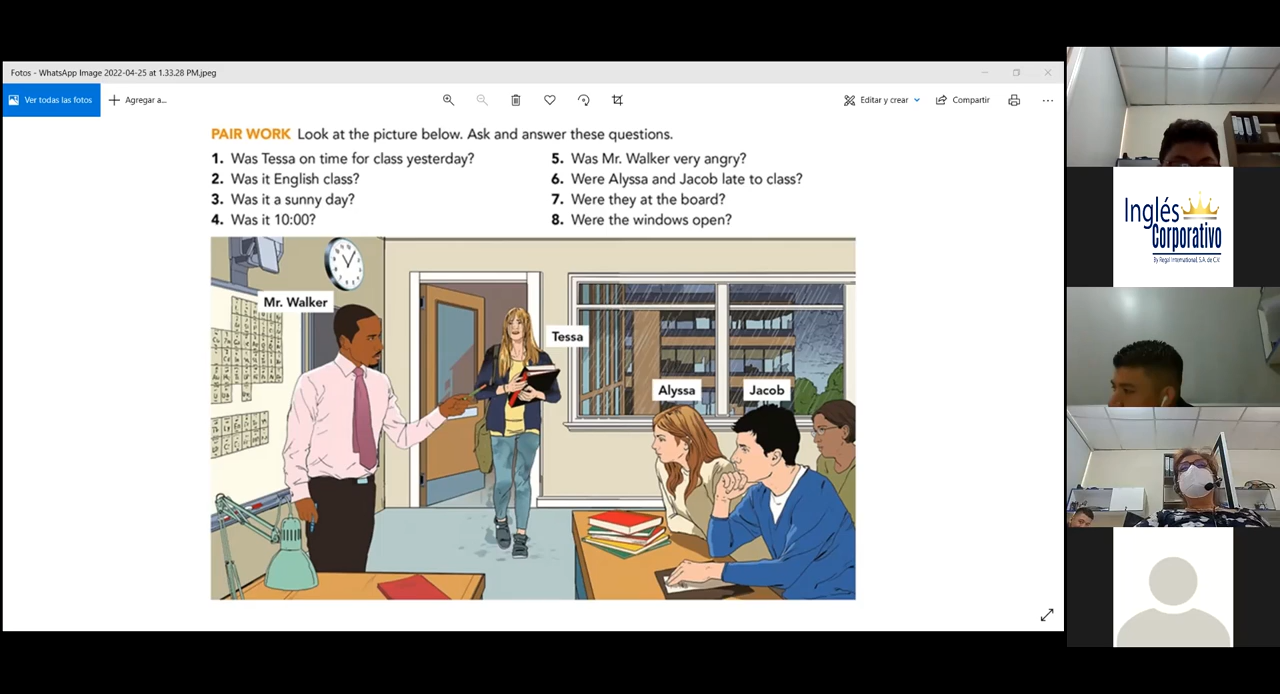 Fotos - WhatsApp Image 2022-04-25 at 1.33.28 PM.jpeg
Ver todas las fotos
Agregar a...
Editar y crear
Compartir
PAIR WORK Look at the picture below. Ask and answer these questions.
1. Was Tessa on time for class yesterday?
2. Was it English class?
3. Was it a sunny day?
4. Was it 10:00?
5. Was Mr. Walker very angry?
6. Were Alyssa and Jacob late to class?
7. Were they at the board?
8. Were the windows open?
Mr. Walker
Tessa
Alyssa
Jacob
Inglés
Corporativo
By Regal International, S.A. de C.V.